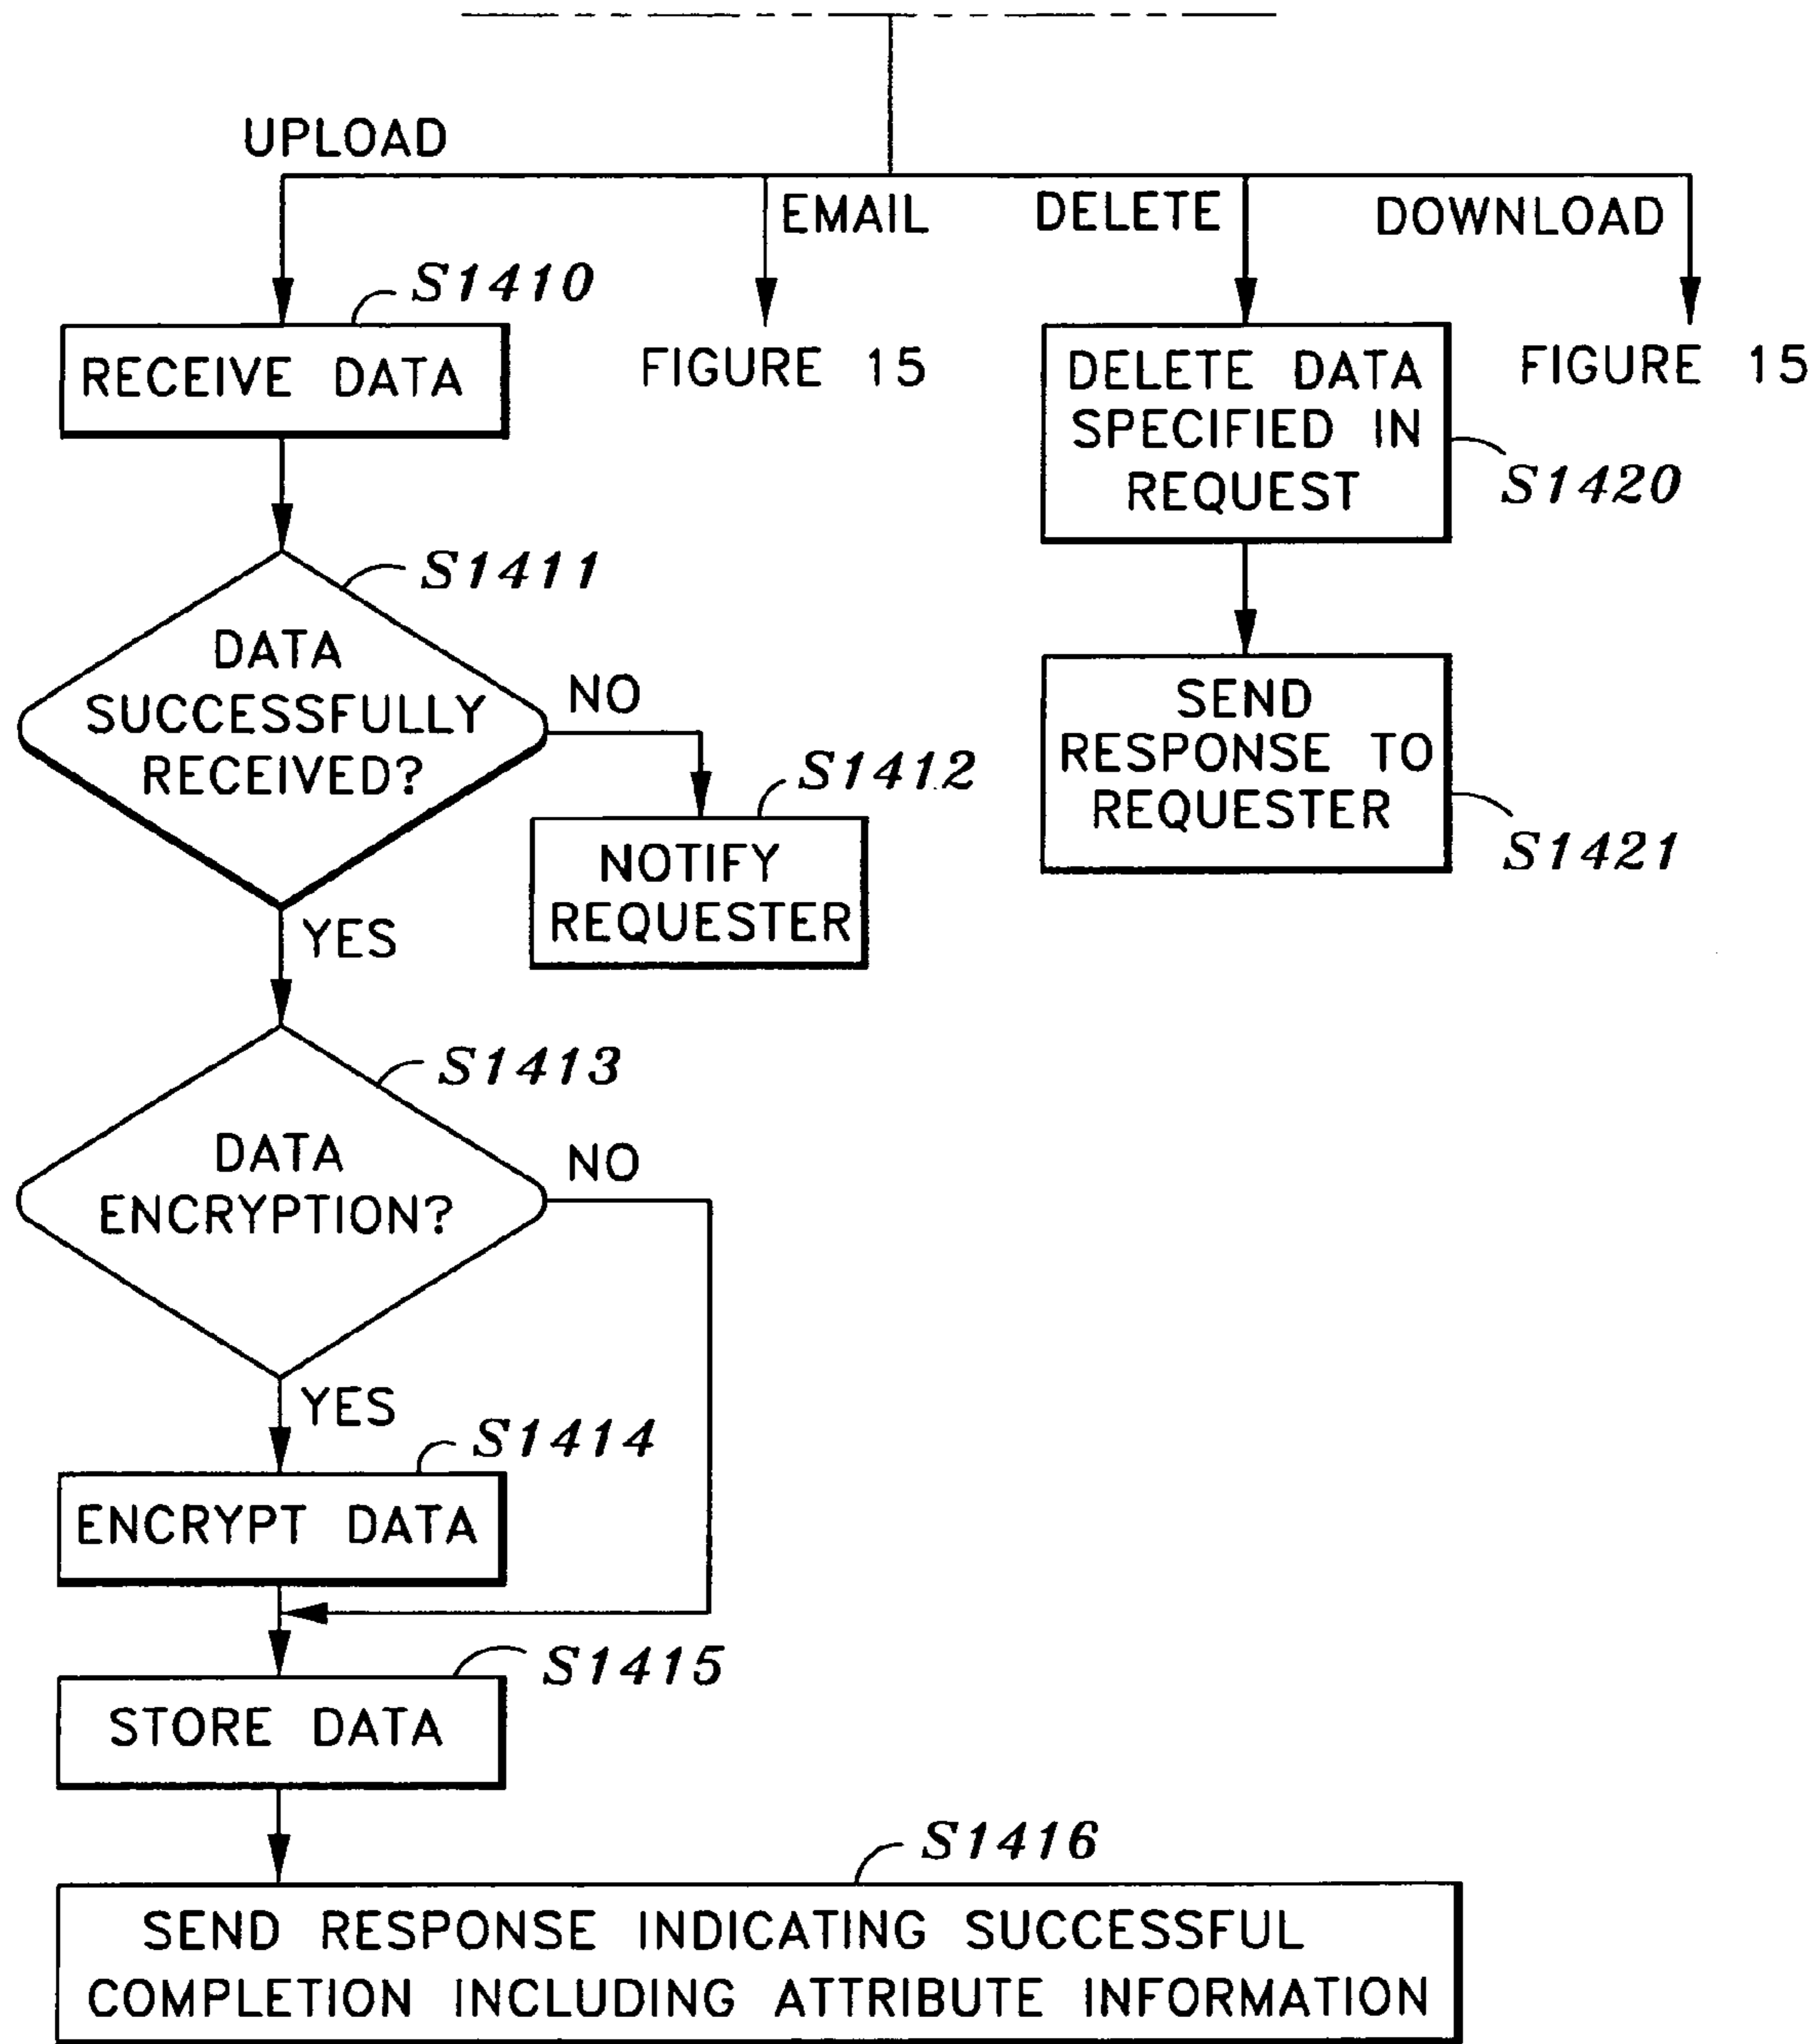 UPLOAD
EMAIL
DELETE
DOWNLOAD
S1410
RECEIVE DATA
FIGURE 15
DELETE DATA
SPECIFIED IN
REQUEST
FIGURE 15
S1420
S1411
DATA
SUCCESSFULLY
RECEIVED?
NO
SEND
RESPONSE TO
REQUESTER
S1421
S1412
NOTIFY
REQUESTER
YES
S1413
DATA
ENCRYPTION?
NO
YES
S1414
ENCRYPT DATA
S1415
STORE DATA
S1416
SEND RESPONSE INDICATING SUCCESSFUL
COMPLETION INCLUDING ATTRIBUTE INFORMATION